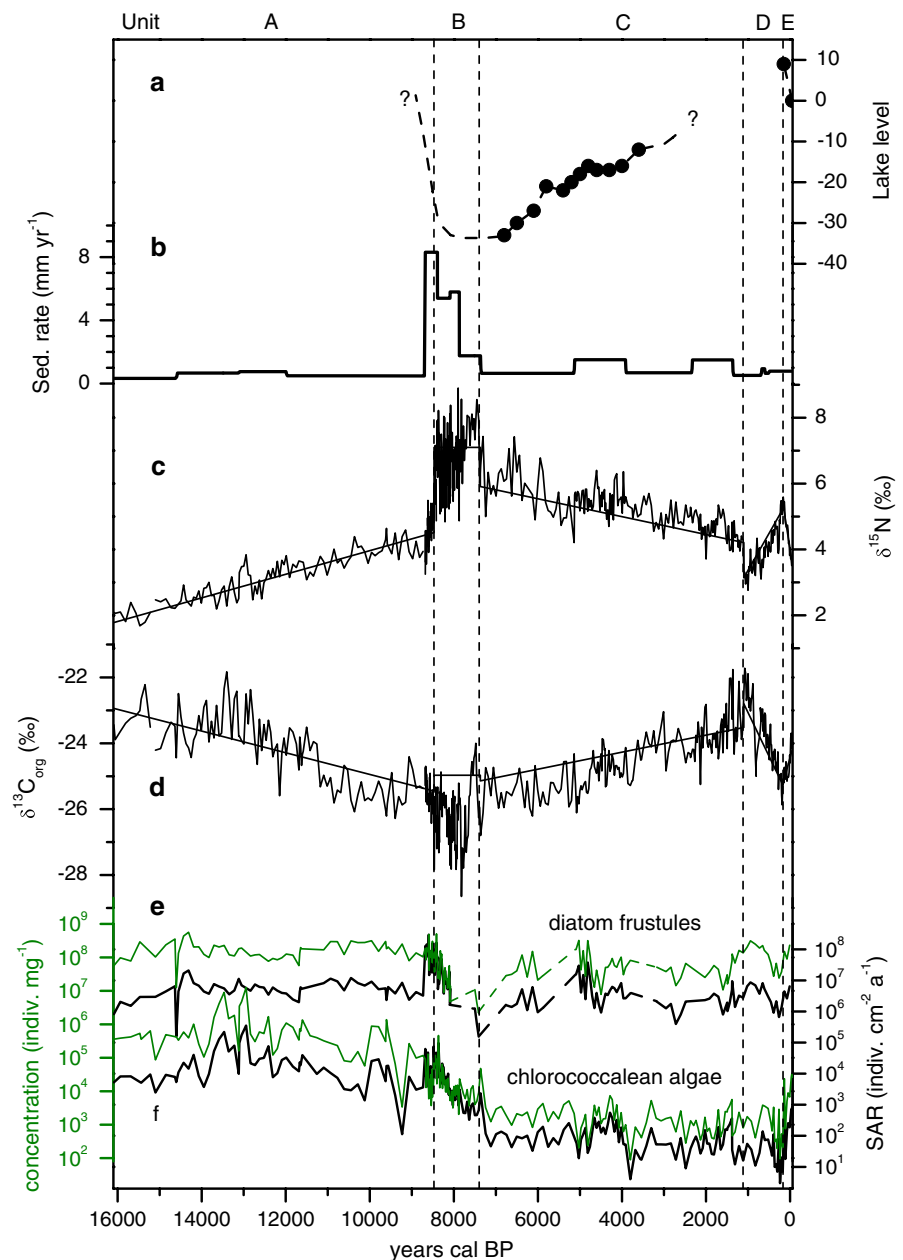 Unit A B C D E
a
? ?
10
0
-10
-20
-30
-40
Lake level
b
8
4
0
Sed. rate (mm yr⁻¹)
c
8
6
4
2
δ¹⁵N (‰)
-22
-24
-26
-28
δ¹³C_org (‰)
d
e
diatom frustules
10⁹
10⁸
10⁷
10⁶
10⁵
10⁴
10³
10²
concentration (indiv. mg⁻¹)
10⁸
10⁷
10⁶
10⁵
10⁴
10³
10²
10¹
SAR (indiv. cm⁻² a⁻¹)
chlorococcalean algae
f
16000 14000 12000 10000 8000 6000 4000 2000 0
years cal BP